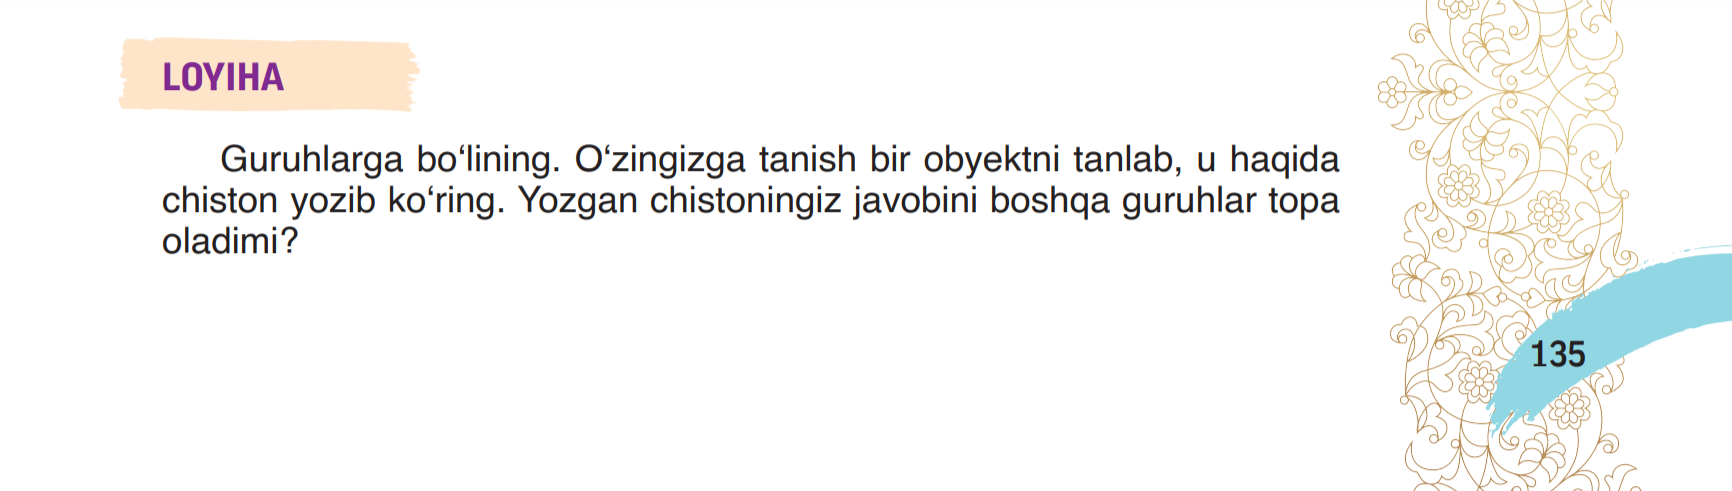 LOYIHA
Guruhlarga bo‘lining. O‘zingizga tanish bir obyektni tanlab, u haqida
chiston yozib ko‘ring. Yozgan chistoningiz javobini boshqa guruhlar topa
oladimi?
135